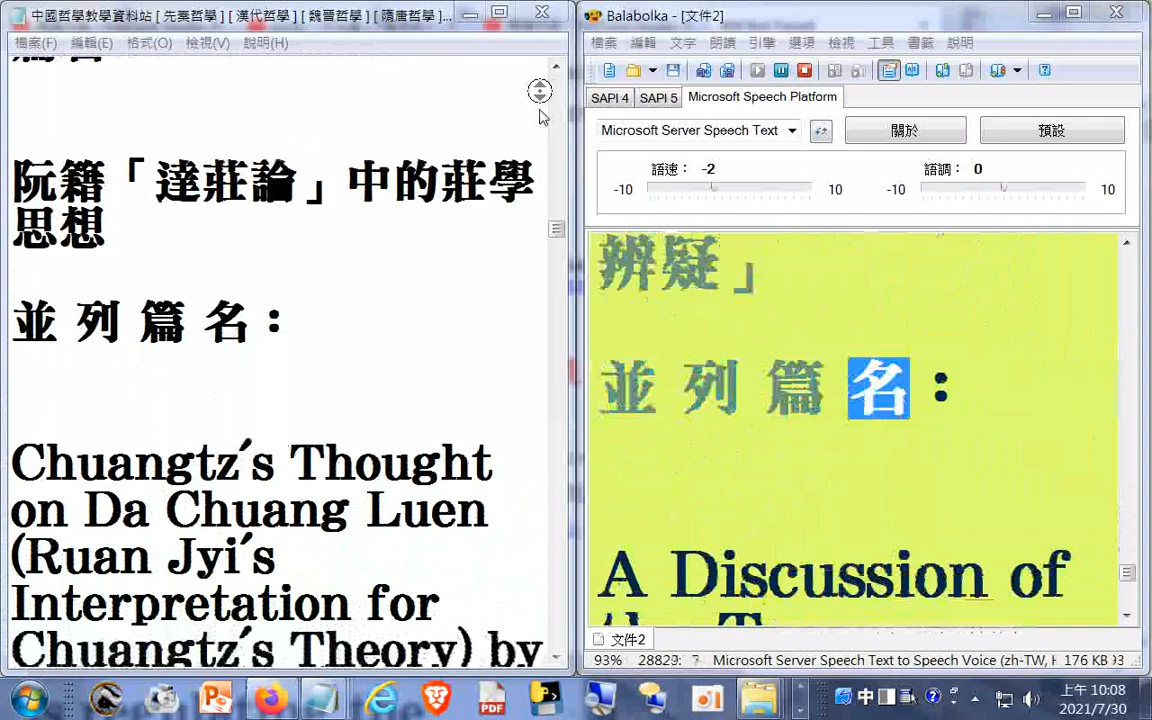 中國哲學教學資料站 [ 先秦哲學 ] [ 漢代哲學 ] [ 魏晉哲學 ] [ 隋唐哲學 ]...
檔案(F) 編輯(E) 格式(O) 檢視(V) 說明(H)
阮籍「達莊論」中的莊學
思想
並 列 篇 名：
Chuangtz's Thought
on Da Chuang Luen
(Ruan Jyi's
Interpretation for
Chuangtz's Theory) by
Balabolka - [文件2]
檔案 編輯 文字 朗讀 引擎 選項 檢視 工具 書籤 說明
SAPI 4 SAPI 5 Microsoft Speech Platform
Microsoft Server Speech Text 關於 預設
語速： -2 語調： 0
-10 10 -10 10
辨疑」
並 列 篇 名：
A Discussion of
文件2
93% Microsoft Server Speech Text to Speech Voice (zh-TW, H 176 KB
中
PDF
上午 10:08
2021/7/30